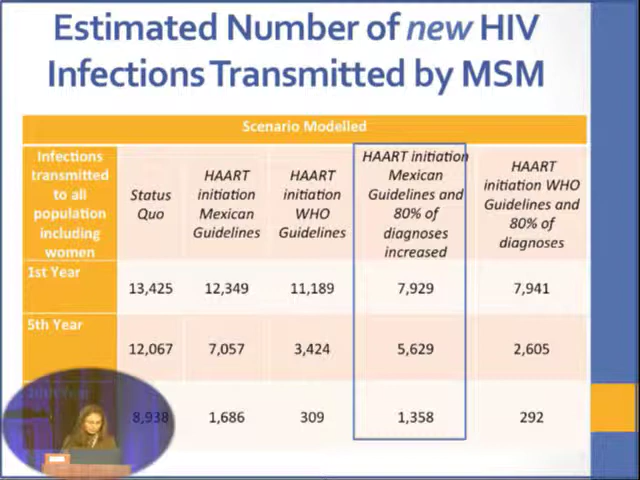 Estimated Number of new HIV
Infections Transmitted by MSM
Scenario Modelled
Infections
transmitted
to all
population
including
women
Status
Quo
HAART
initiation
Mexican
Guidelines
HAART
initiation
WHO
Guidelines
HAART initiation
Mexican
Guidelines and
80% of
diagnoses
increased
HAART
initiation WHO
Guidelines and
80% of
diagnoses
1st Year
13,425
12,349
11,189
7,929
7,941
5th Year
12,067
7,057
3,424
5,629
2,605
8,938
1,686
309
1,358
292